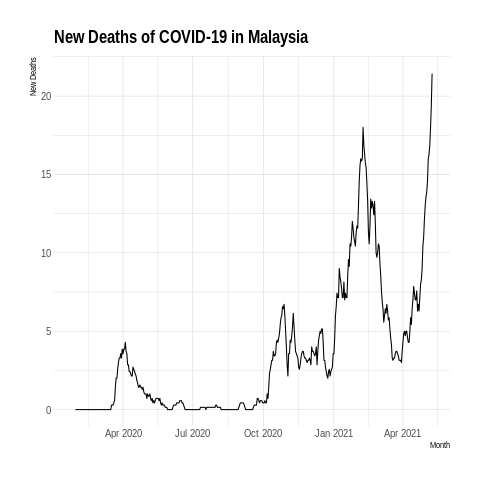 New Deaths of COVID-19 in Malaysia
New Deaths
20
15
10
5
0
Apr 2020 Jul 2020 Oct 2020 Jan 2021 Apr 2021
Month